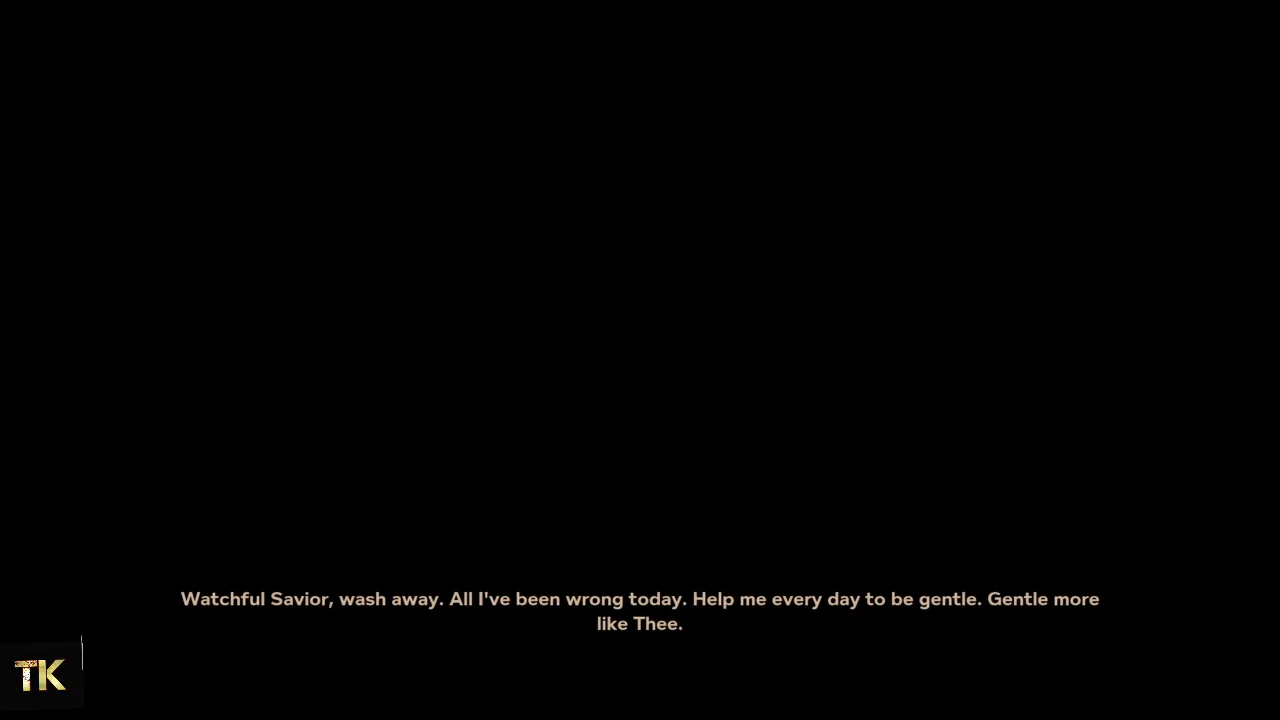 Watchful Savior, wash away. All I've been wrong today. Help me every day to be gentle. Gentle more
like Thee.
TK